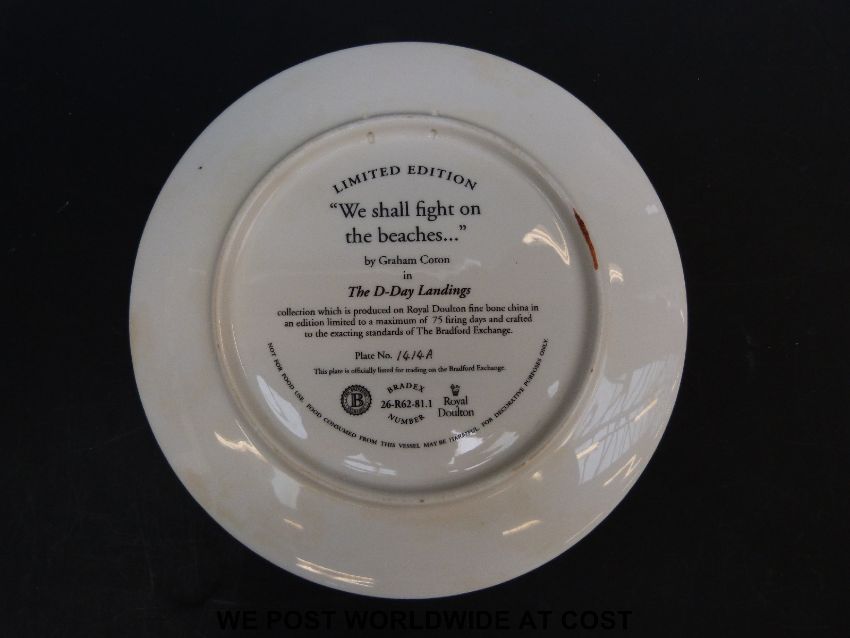 LIMITED EDITION
“We shall fight on
the beaches...”
by Graham Coton
in
The D-Day Landings
collection which is produced on Royal Doulton fine bone china in
an edition limited to a maximum of 75 firing days and crafted
to the exacting standards of The Bradford Exchange.
Plate No. 1414A
This plate is officially listed for trading on the Bradford Exchange.
B
BRADEX
26-R62-81.1
NUMBER
Royal
Doulton
NOT FOR FOOD USE. FOOD CONSUMED FROM THIS VESSEL MAY BE HARMFUL. FOR DECORATIVE PURPOSES ONLY.
WE POST WORLDWIDE AT COST